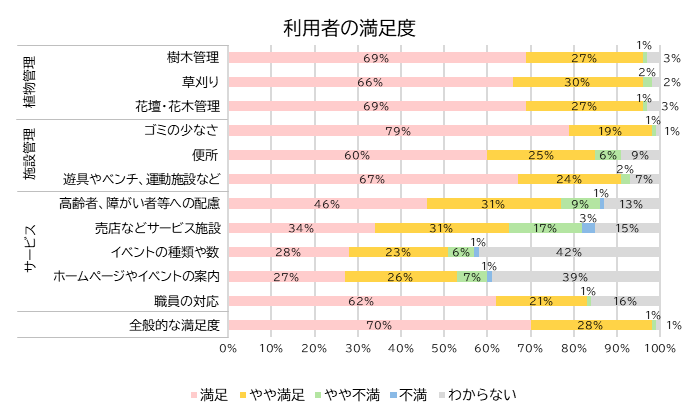 利用者の満足度
植物管理
樹木管理 69% 27% 1% 3%
草刈り 66% 30% 2% 2%
花壇・花木管理 69% 27% 1% 3%
施設管理
ゴミの少なさ 79% 19% 1% 1%
便所 60% 25% 6% 9%
遊具やベンチ、運動施設など 67% 24% 2% 7%
サービス
高齢者、障がい者等への配慮 46% 31% 9% 1% 13%
売店などサービス施設 34% 31% 17% 3% 15%
イベントの種類や数 28% 23% 6% 1% 42%
ホームページやイベントの案内 27% 26% 7% 1% 39%
職員の対応 62% 21% 1% 16%
全般的な満足度 70% 28% 1% 1%
0% 10% 20% 30% 40% 50% 60% 70% 80% 90% 100%
満足 やや満足 やや不満 不満 わからない